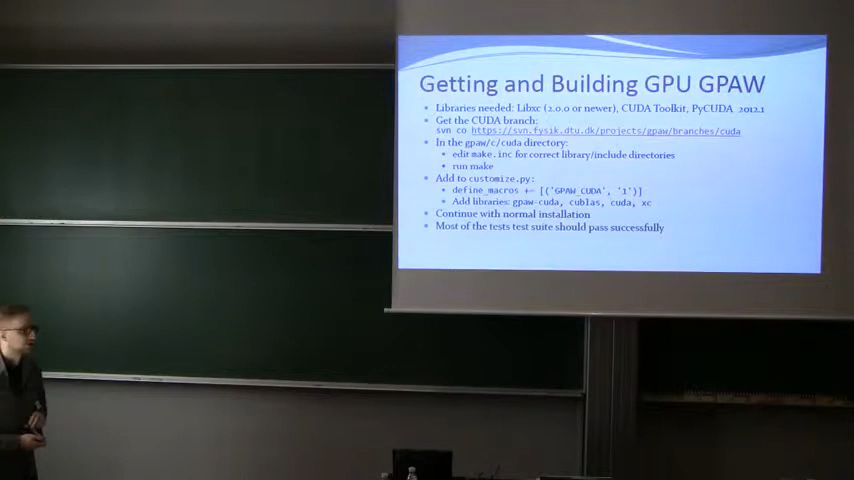 Getting and Building GPU GPAW
Libraries needed: Libxc (2.0.0 or newer), CUDA Toolkit, PyCUDA 2012.1
Get the CUDA branch:
svn co https://svn.fysik.dtu.dk/projects/gpaw/branches/cuda
In the gpaw/c/cuda directory:
edit make.inc for correct library/include directories
run make
Add to customize.py:
define_macros += [('GPAW_CUDA', '1')]
Add libraries: gpaw-cuda, cublas, cuda, xc
Continue with normal installation
Most of the tests test suite should pass successfully